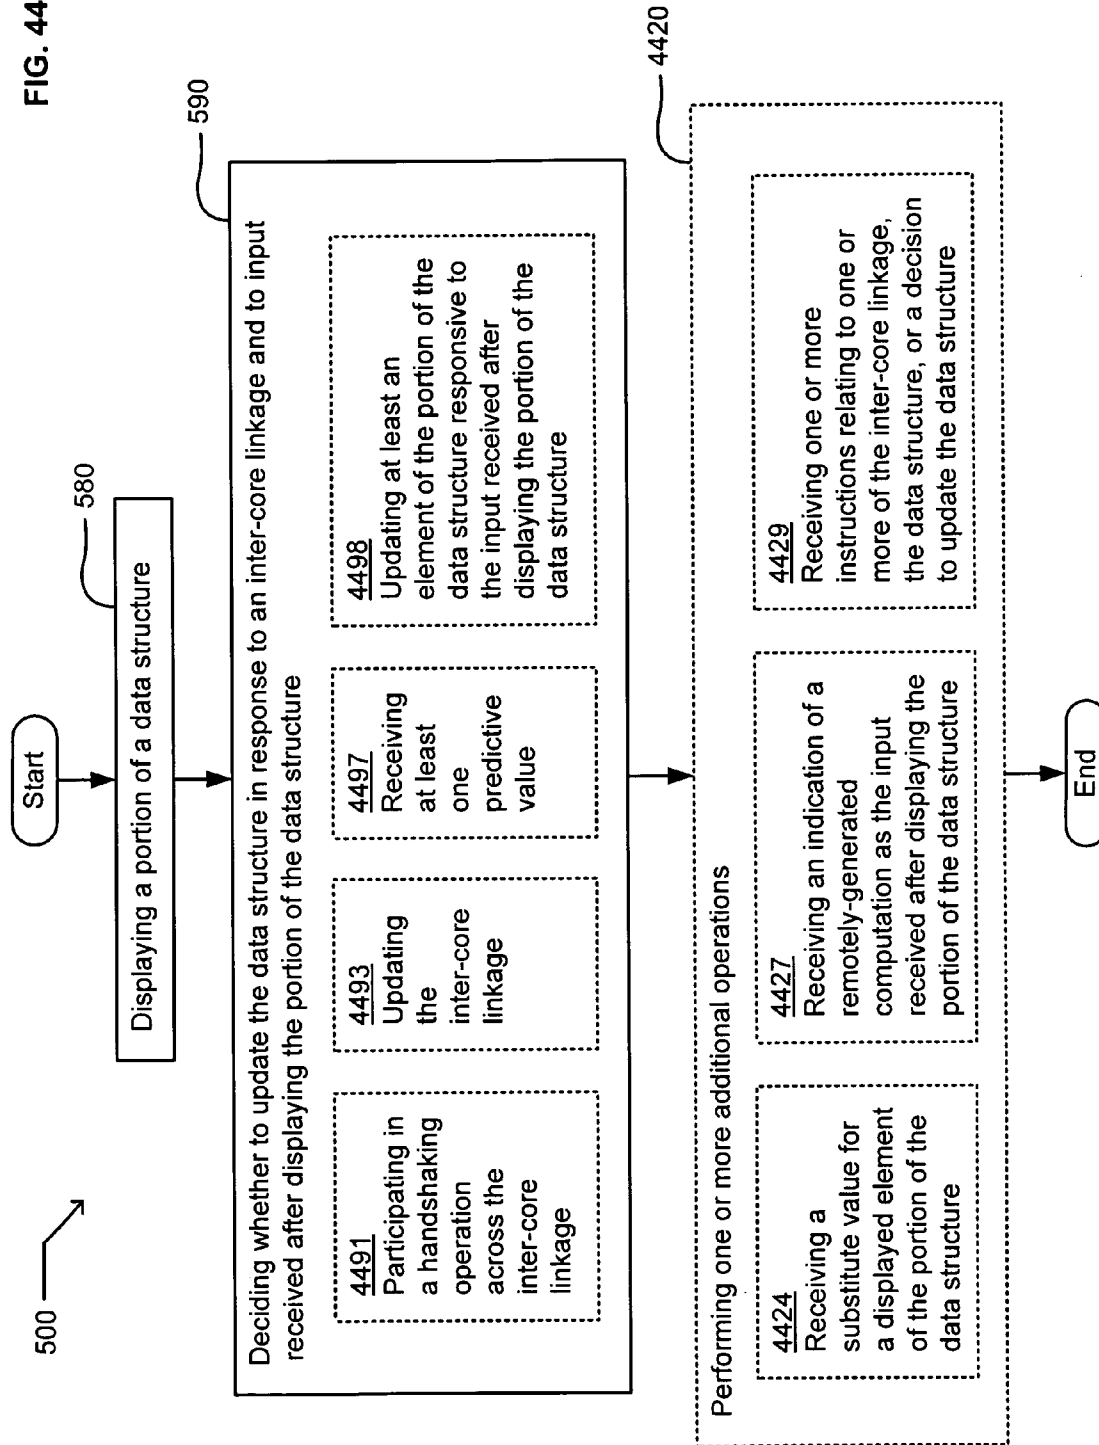 FIG. 44
500
Start
580
Displaying a portion of a data structure
590
Deciding whether to update the data structure in response to an inter-core linkage and to input
received after displaying the portion of the data structure
4491
Participating in
a handshaking
operation
across the
inter-core
linkage
4493
Updating
the
inter-core
linkage
4497
Receiving
at least
one
predictive
value
4498
Updating at least an
element of the portion of the
data structure responsive to
the input received after
displaying the portion of the
data structure
4420
Performing one or more additional operations
4424
Receiving a
substitute value for
a displayed element
of the portion of the
data structure
4427
Receiving an indication of a
remotely-generated
computation as the input
received after displaying the
portion of the data structure
4429
Receiving one or more
instructions relating to one or
more of the inter-core linkage,
the data structure, or a decision
to update the data structure
End